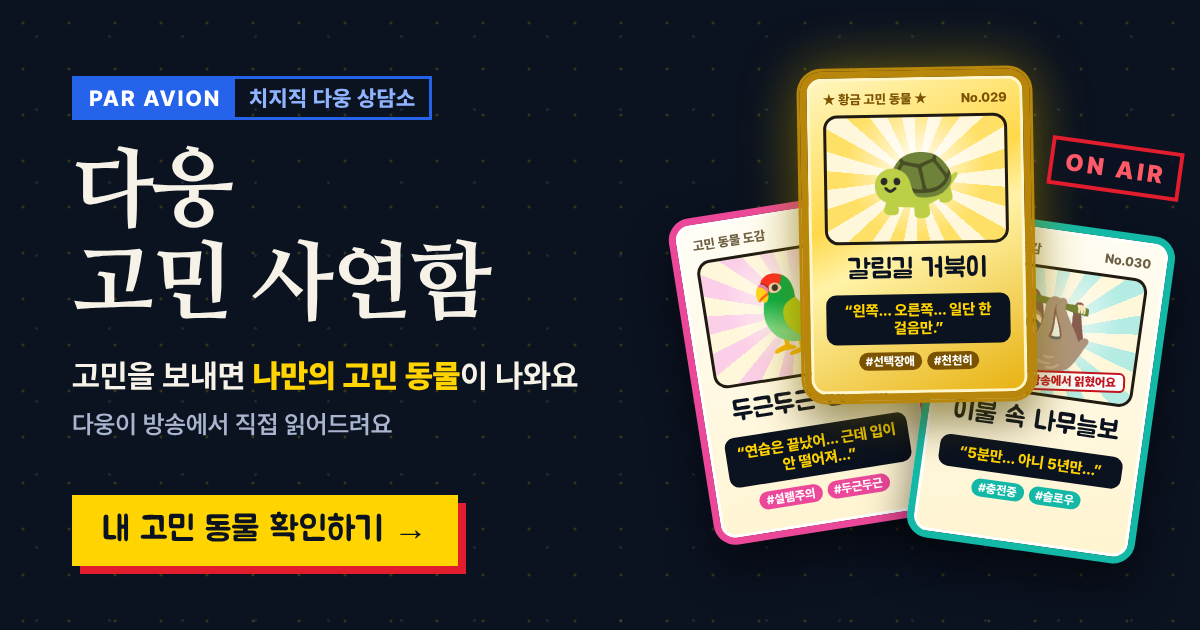 PAR AVION 치지직 다웅 상담소
다웅
고민 사연함
고민을 보내면 나만의 고민 동물이 나와요
다웅이 방송에서 직접 읽어드려요
내 고민 동물 확인하기 →
고민 동물 도감
두근두근
“연습은 끝났어... 근데 입이
안 떨어져...”
#설렘주의 #두근두근
★ 황금 고민 동물 ★ No.029
갈림길 거북이
“왼쪽... 오른쪽... 일단 한
걸음만.”
#선택장애 #천천히
ON AIR
No.030
방송에서 읽혔어요
이불 속 나무늘보
“5분만... 아니 5년만...”
#충전중 #슬로우